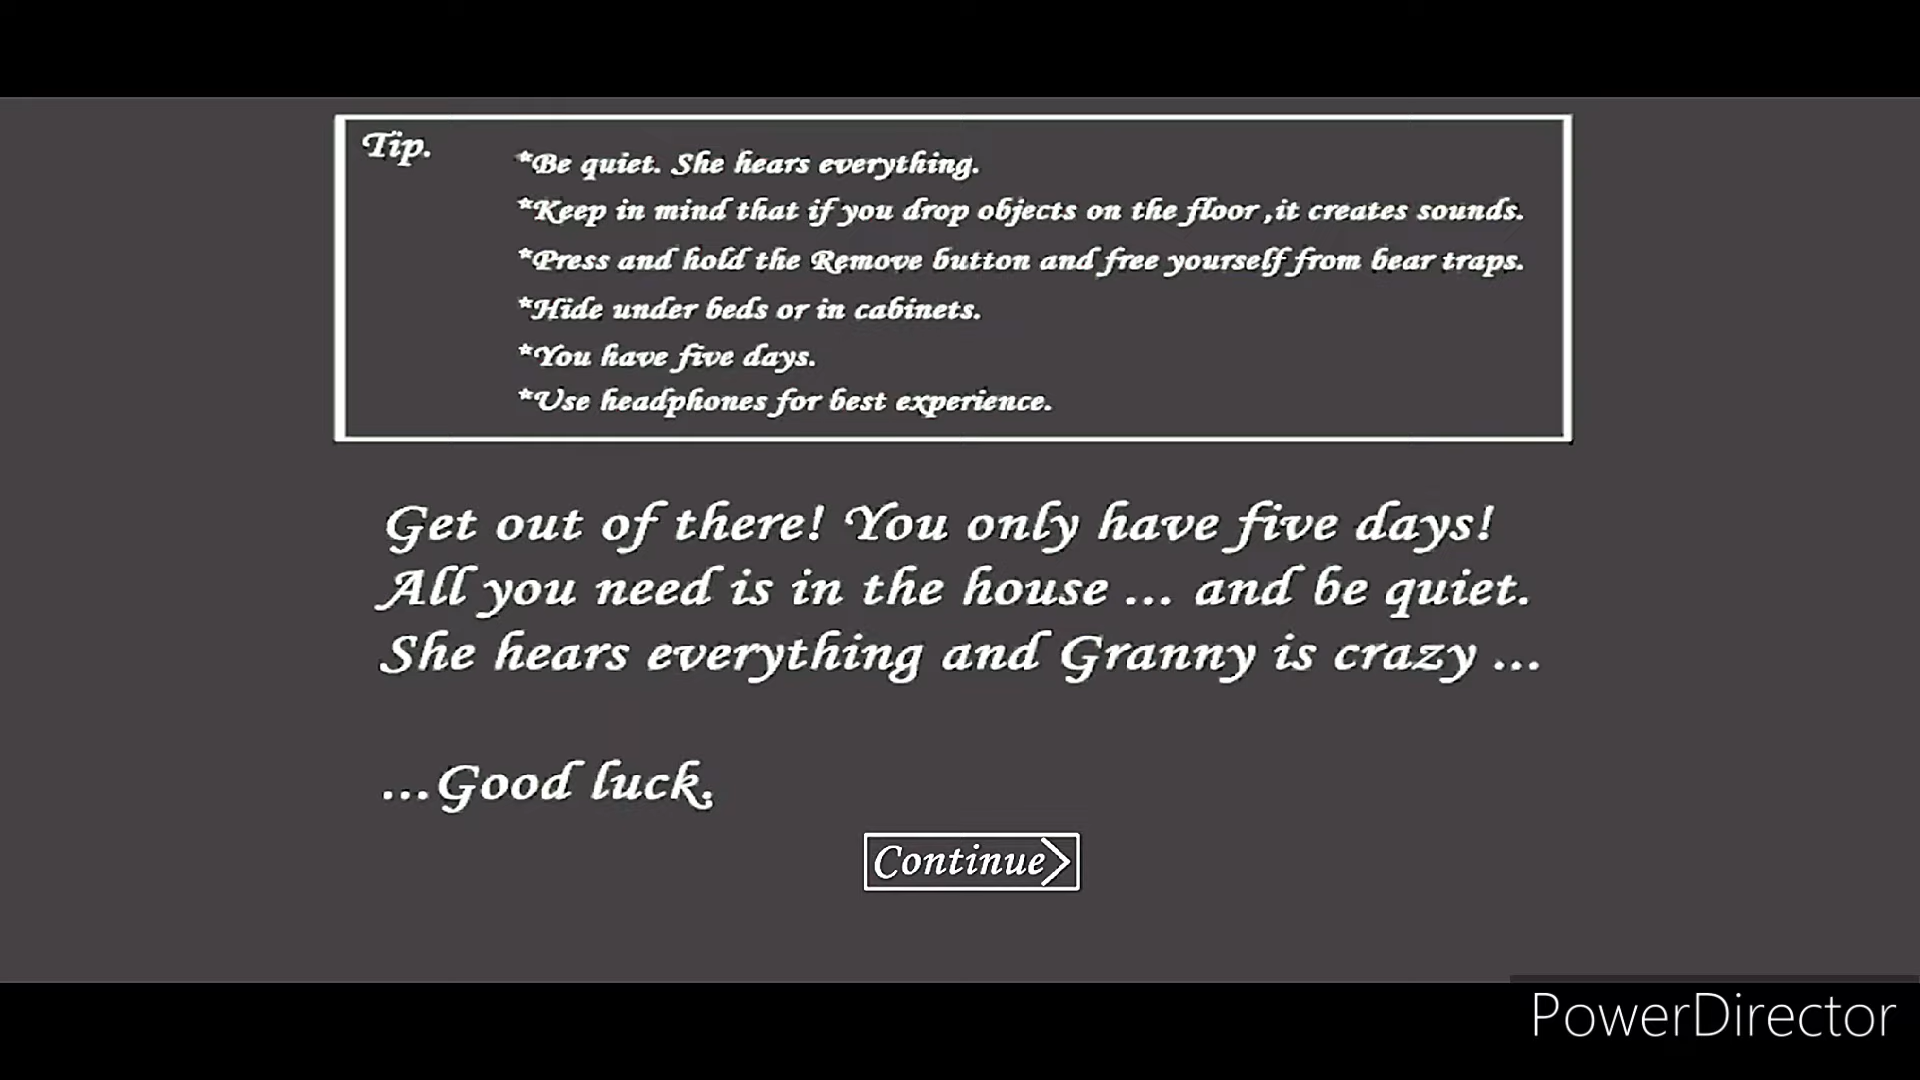 Tip.
*Be quiet. She hears everything.
*Keep in mind that if you drop objects on the floor ,it creates sounds.
*Press and hold the Remove button and free yourself from bear traps.
*Hide under beds or in cabinets.
*You have five days.
*Use headphones for best experience.
Get out of there! You only have five days!
All you need is in the house ... and be quiet.
She hears everything and Granny is crazy ...
...Good luck.
Continue>
PowerDirector